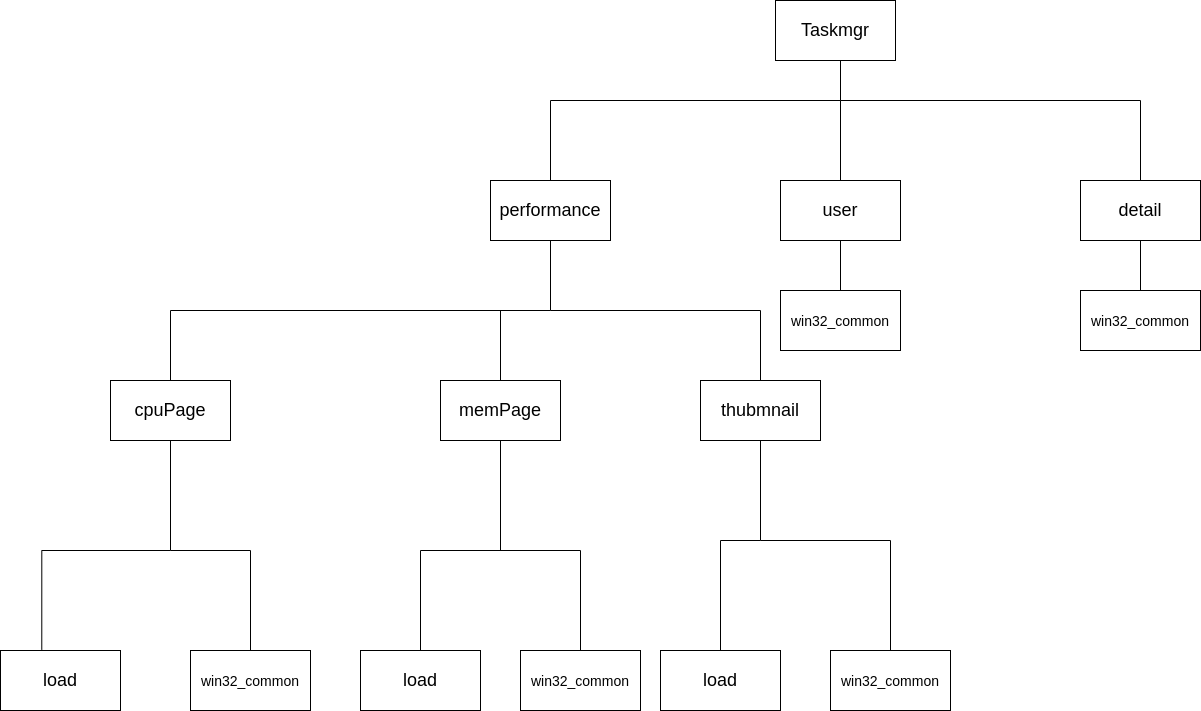 Taskmgr
performance
user
detail
win32_common
win32_common
cpuPage
memPage
thubmnail
load
win32_common
load
win32_common
load
win32_common